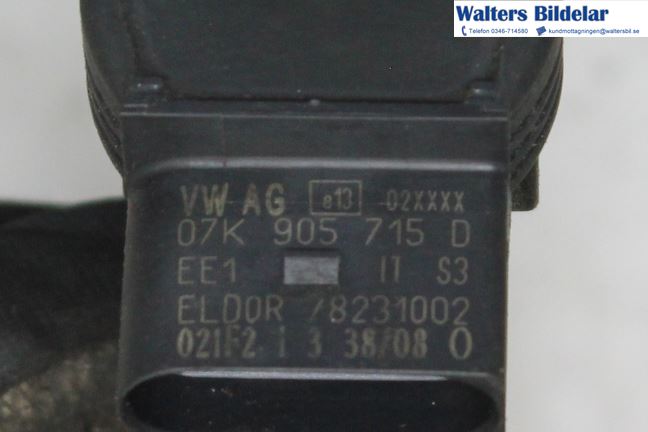 Walters Bildelar
Telefon 0346-714580 kundmottagningen@waltersbil.se
VW AG e13 02XXXX
07K 905 715 D
EE1 IT S3
ELDOR 78231002
021F2 1 3 38/08 0